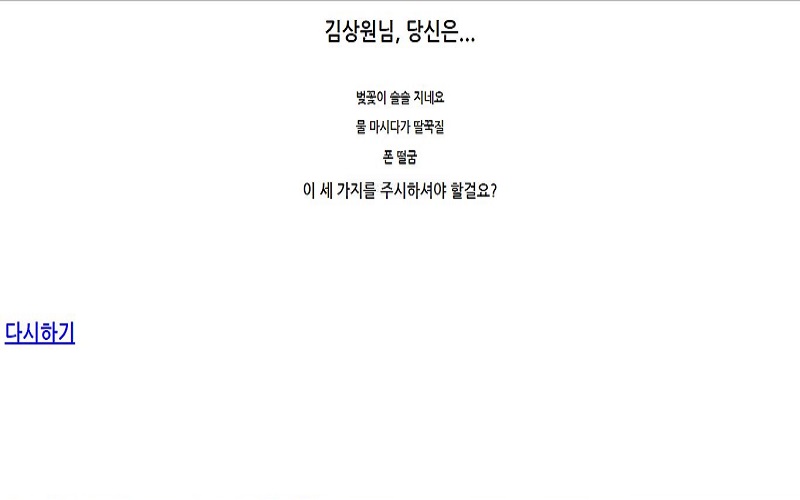 김상원님, 당신은...
벚꽃이 슬슬 지네요
물 마시다가 딸꾹질
폰 떨굼
이 세 가지를 주시하셔야 할걸요?
다시하기